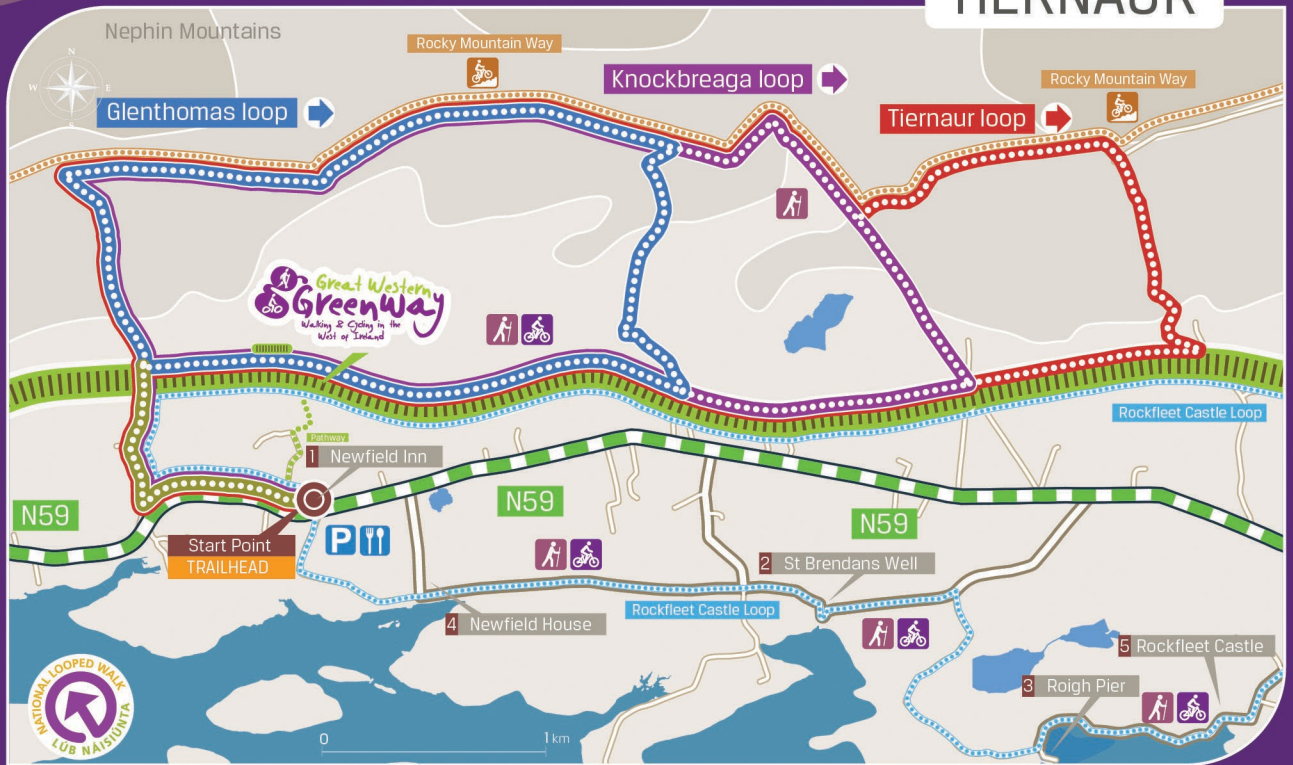 TIERNAUR
Nephin Mountains
N
W
E
S
Rocky Mountain Way
Knockbreaga loop
Rocky Mountain Way
Glenthomas loop
Tiernaur loop
Great Western
Greenway
Walking & Cycling in the
West of Ireland
Rockfleet Castle Loop
Pathway
1 Newfield Inn
N59
N59
N59
P
Start Point
TRAILHEAD
2 St Brendans Well
Rockfleet Castle Loop
4 Newfield House
5 Rockfleet Castle
3 Roigh Pier
NATIONAL LOOPED WALK
LÚB NÁISIÚNTA
0
1 km